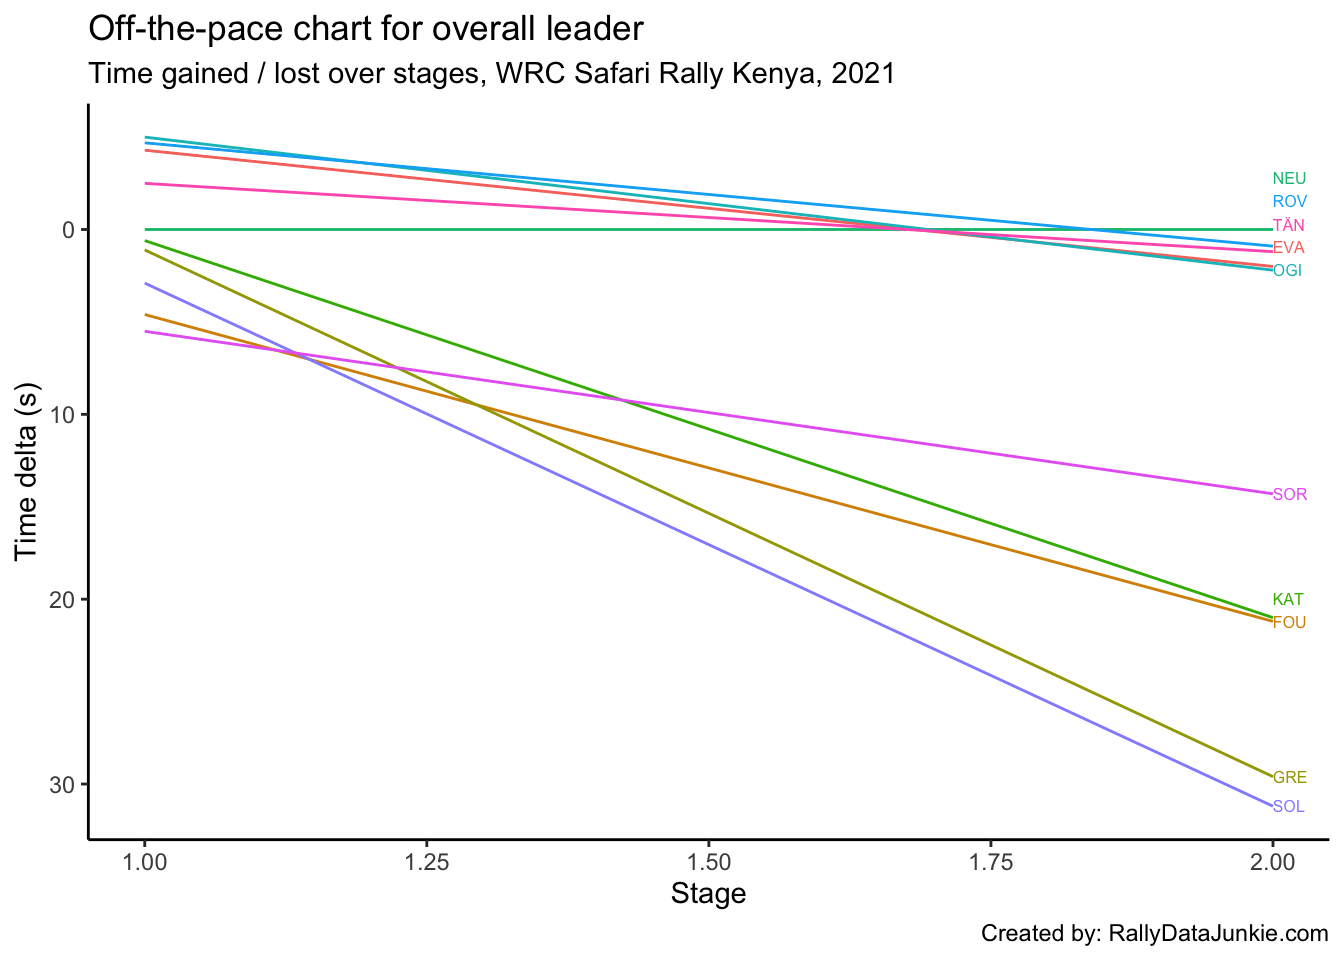 Off-the-pace chart for overall leader
Time gained / lost over stages, WRC Safari Rally Kenya, 2021
Time delta (s)
0
10
20
30
NEU
ROV
TÄN
EVA
OGI
SOR
KAT
FOU
GRE
SOL
1.00 1.25 1.50 1.75 2.00
Stage
Created by: RallyDataJunkie.com